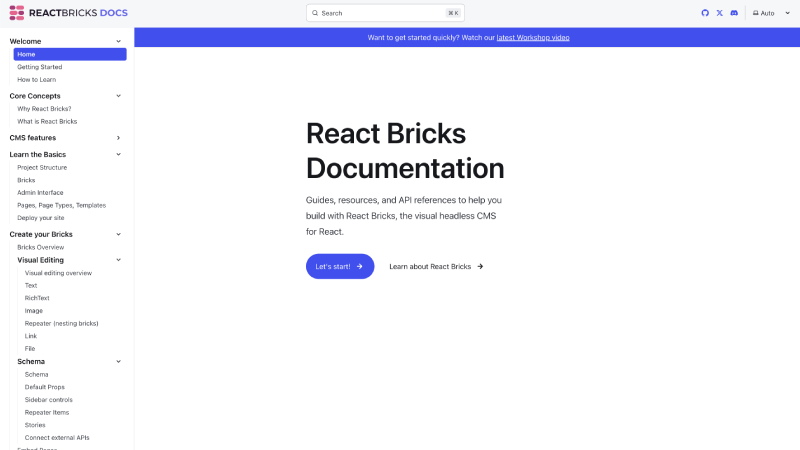 REACTBRICKS DOCS
Search
⌘ K
Auto
Want to get started quickly? Watch our latest Workshop video
Welcome
Home
Getting Started
How to Learn
Core Concepts
Why React Bricks?
What is React Bricks
CMS features
Learn the Basics
Project Structure
Bricks
Admin Interface
Pages, Page Types, Templates
Deploy your site
Create your Bricks
Bricks Overview
Visual Editing
Visual editing overview
Text
RichText
Image
Repeater (nesting bricks)
Link
File
Schema
Schema
Default Props
Sidebar controls
Repeater Items
Stories
Connect external APIs
React Bricks
Documentation
Guides, resources, and API references to help you
build with React Bricks, the visual headless CMS
for React.
Let's start!
Learn about React Bricks